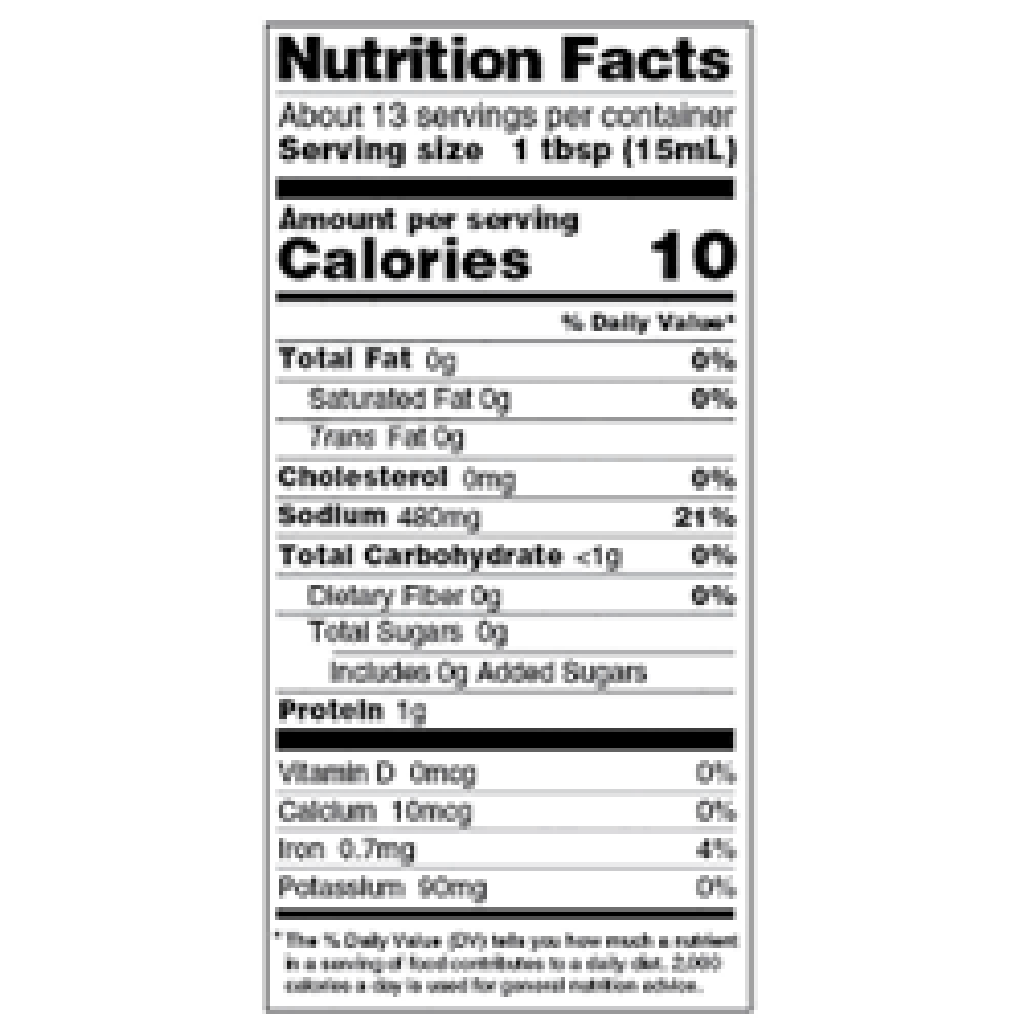 Nutrition Facts
About 13 servings per container
Serving size 1 tbsp (15mL)
Amount per serving
Calories 10
% Daily Value*
Total Fat 0g 0%
Saturated Fat 0g 0%
Trans Fat 0g
Cholesterol 0mg 0%
Sodium 480mg 21%
Total Carbohydrate <1g 0%
Dietary Fiber 0g 0%
Total Sugars 0g
Includes 0g Added Sugars
Protein 1g
Vitamin D 0mcg 0%
Calcium 10mcg 0%
Iron 0.7mg 4%
Potassium 90mg 0%
* The % Daily Value (DV) tells you how much a nutrient
in a serving of food contributes to a daily diet. 2,000
calories a day is used for general nutrition advice.